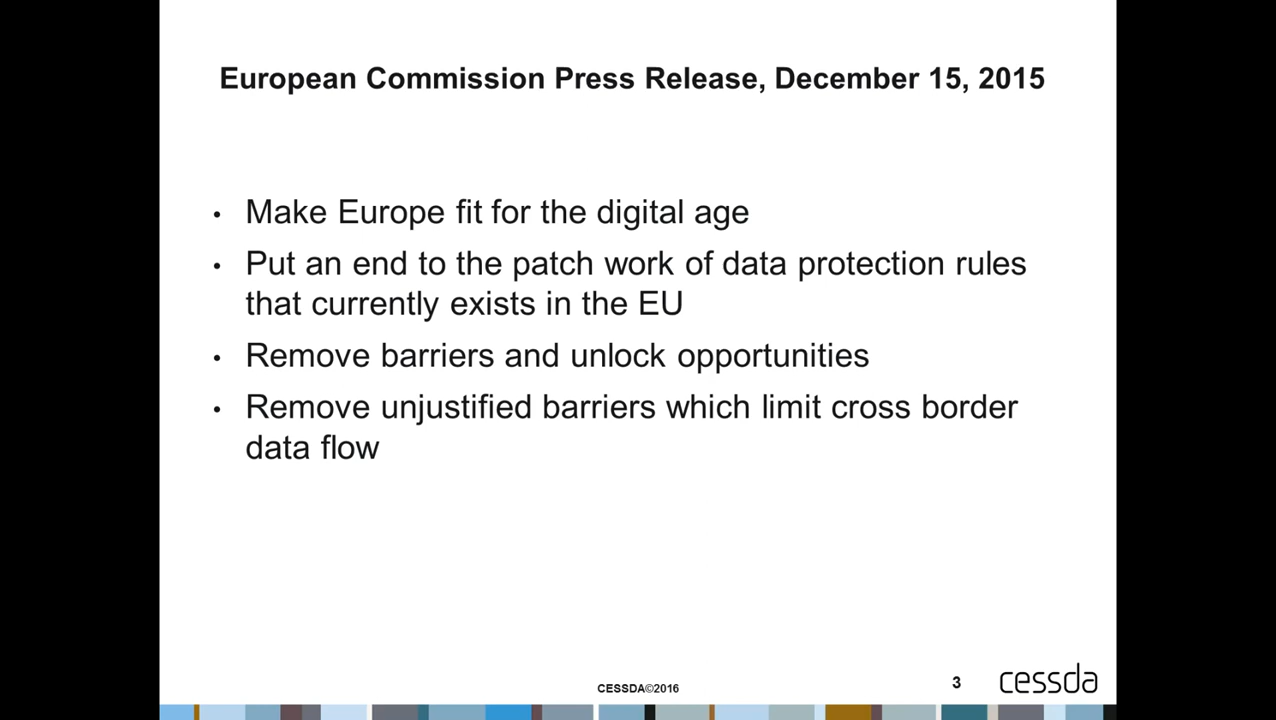 European Commission Press Release, December 15, 2015
• Make Europe fit for the digital age
• Put an end to the patch work of data protection rules
that currently exists in the EU
• Remove barriers and unlock opportunities
• Remove unjustified barriers which limit cross border
data flow
CESSDA©2016
3
cessda